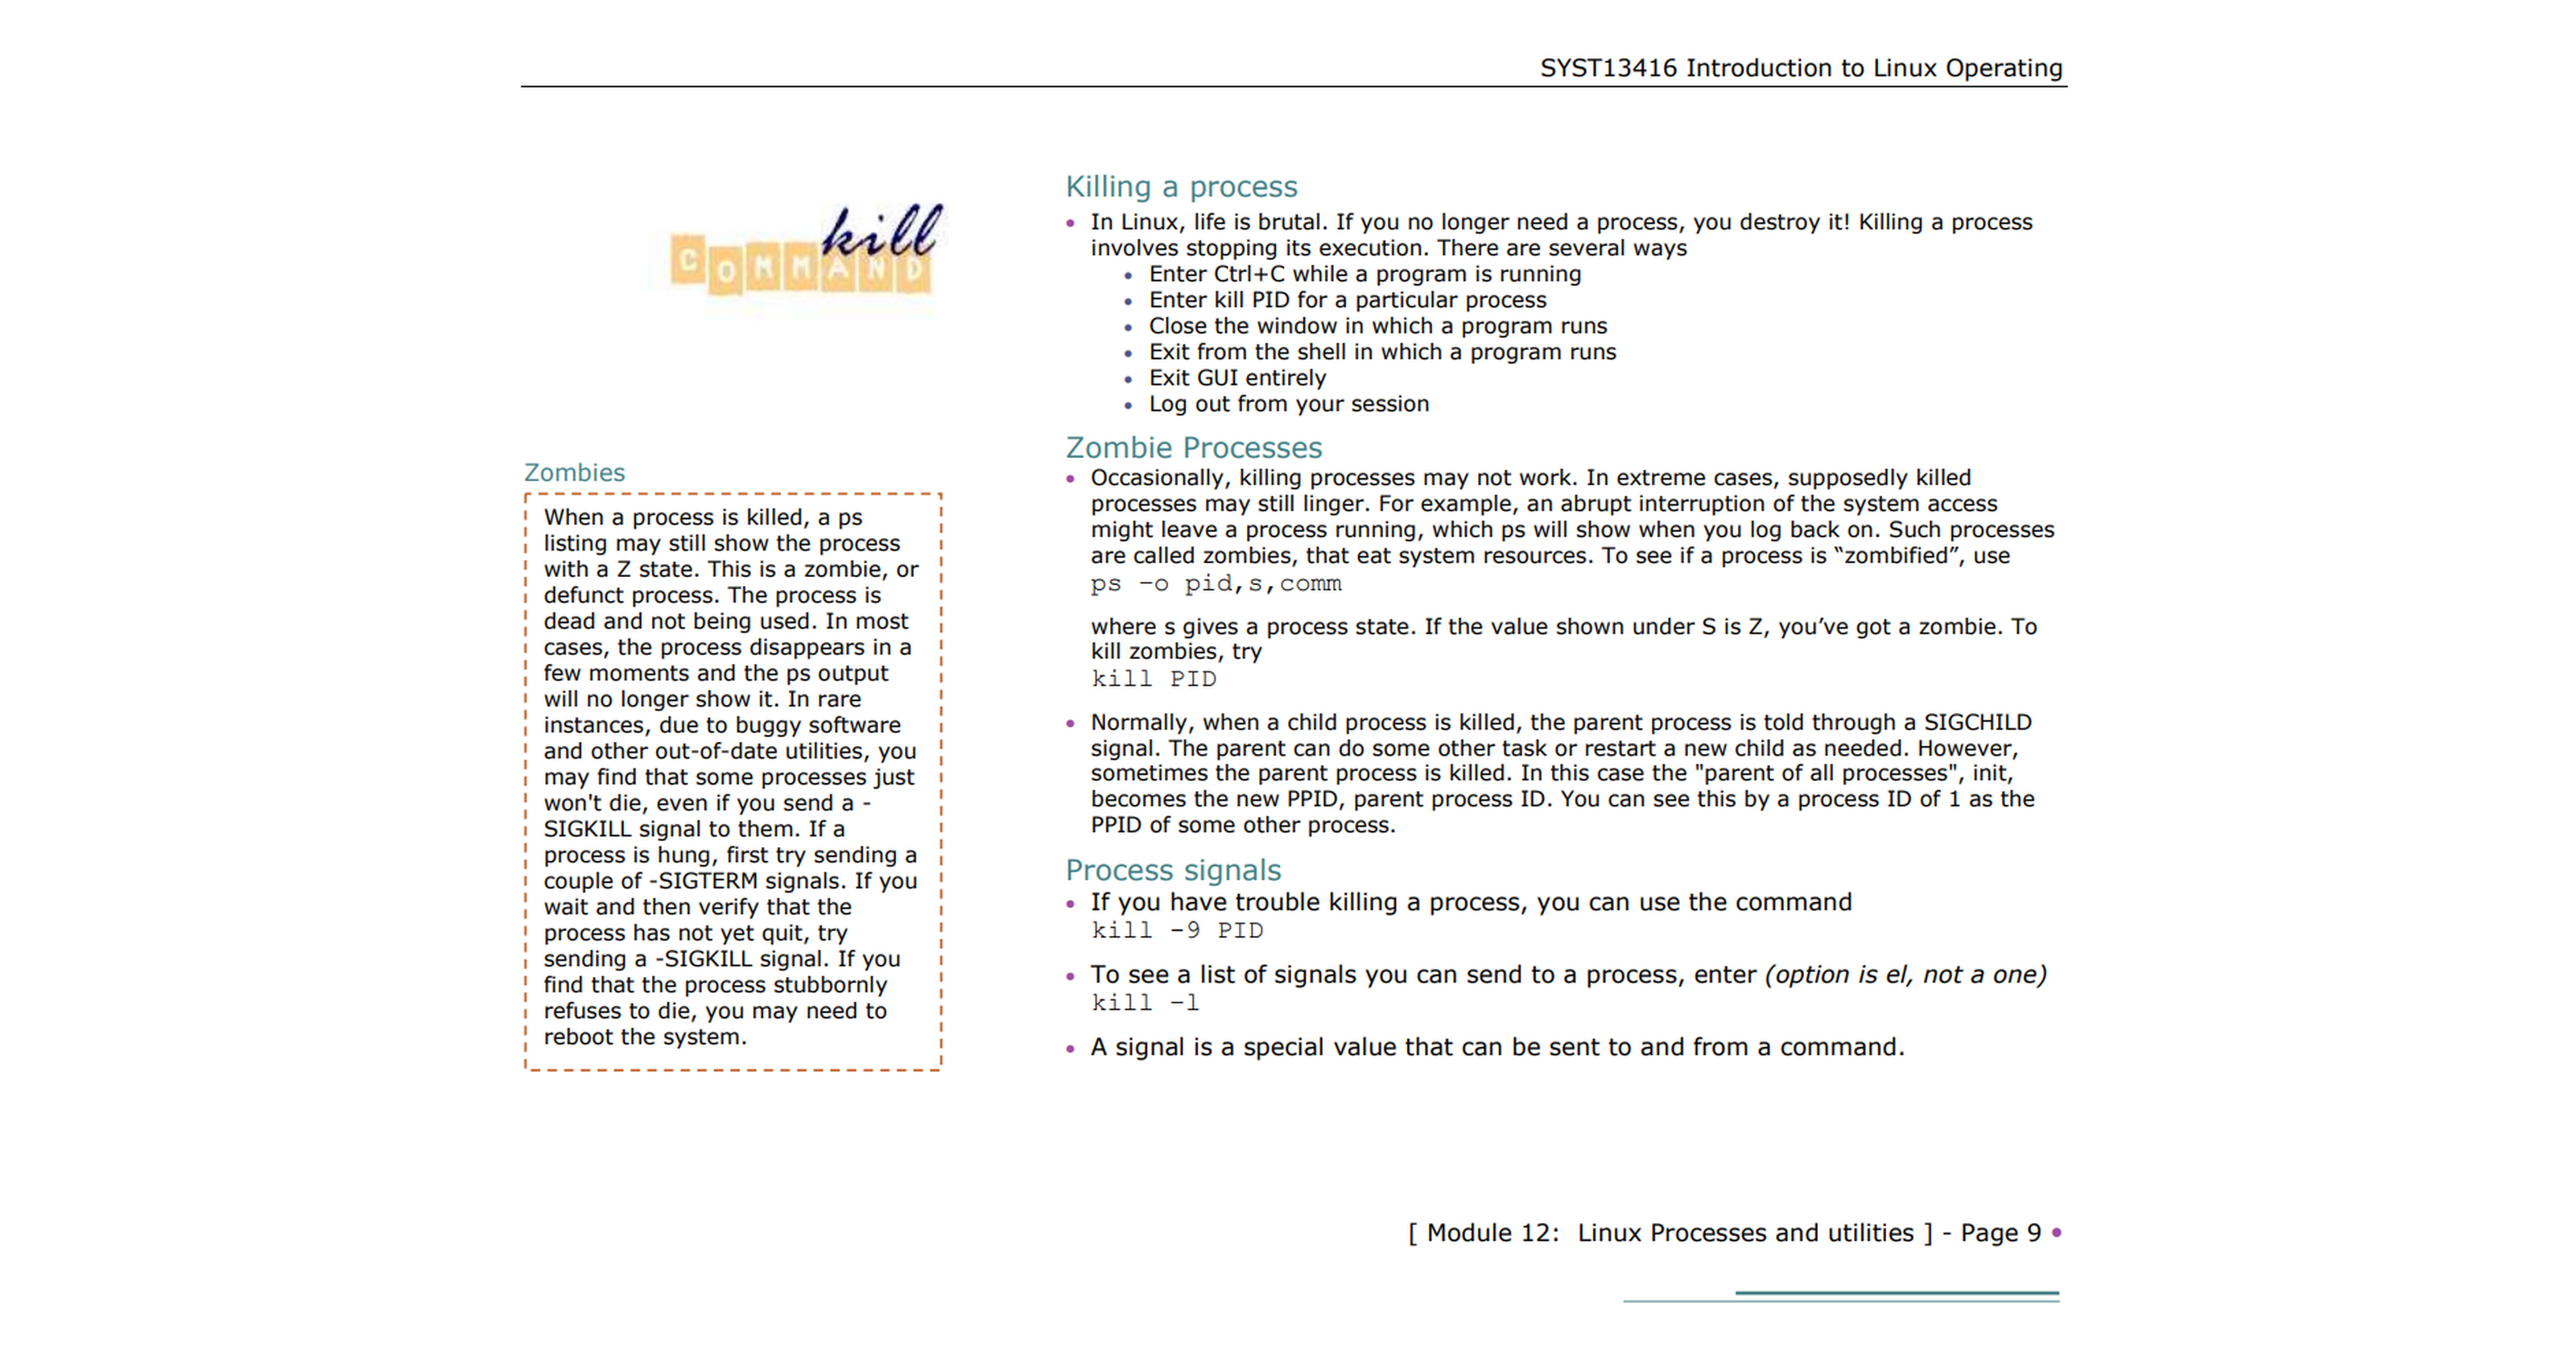 SYST13416 Introduction to Linux Operating
kill
COMMAND
Killing a process
• In Linux, life is brutal. If you no longer need a process, you destroy it! Killing a process
involves stopping its execution. There are several ways
• Enter Ctrl+C while a program is running
• Enter kill PID for a particular process
• Close the window in which a program runs
• Exit from the shell in which a program runs
• Exit GUI entirely
• Log out from your session
Zombies
When a process is killed, a ps
listing may still show the process
with a Z state. This is a zombie, or
defunct process. The process is
dead and not being used. In most
cases, the process disappears in a
few moments and the ps output
will no longer show it. In rare
instances, due to buggy software
and other out-of-date utilities, you
may find that some processes just
won't die, even if you send a -
SIGKILL signal to them. If a
process is hung, first try sending a
couple of -SIGTERM signals. If you
wait and then verify that the
process has not yet quit, try
sending a -SIGKILL signal. If you
find that the process stubbornly
refuses to die, you may need to
reboot the system.
Zombie Processes
• Occasionally, killing processes may not work. In extreme cases, supposedly killed
processes may still linger. For example, an abrupt interruption of the system access
might leave a process running, which ps will show when you log back on. Such processes
are called zombies, that eat system resources. To see if a process is “zombified”, use
ps –o pid,s,comm
where s gives a process state. If the value shown under S is Z, you’ve got a zombie. To
kill zombies, try
kill PID
• Normally, when a child process is killed, the parent process is told through a SIGCHILD
signal. The parent can do some other task or restart a new child as needed. However,
sometimes the parent process is killed. In this case the "parent of all processes", init,
becomes the new PPID, parent process ID. You can see this by a process ID of 1 as the
PPID of some other process.
Process signals
• If you have trouble killing a process, you can use the command
kill -9 PID
• To see a list of signals you can send to a process, enter (option is el, not a one)
kill –l
• A signal is a special value that can be sent to and from a command.
[ Module 12:  Linux Processes and utilities ] - Page 9 •